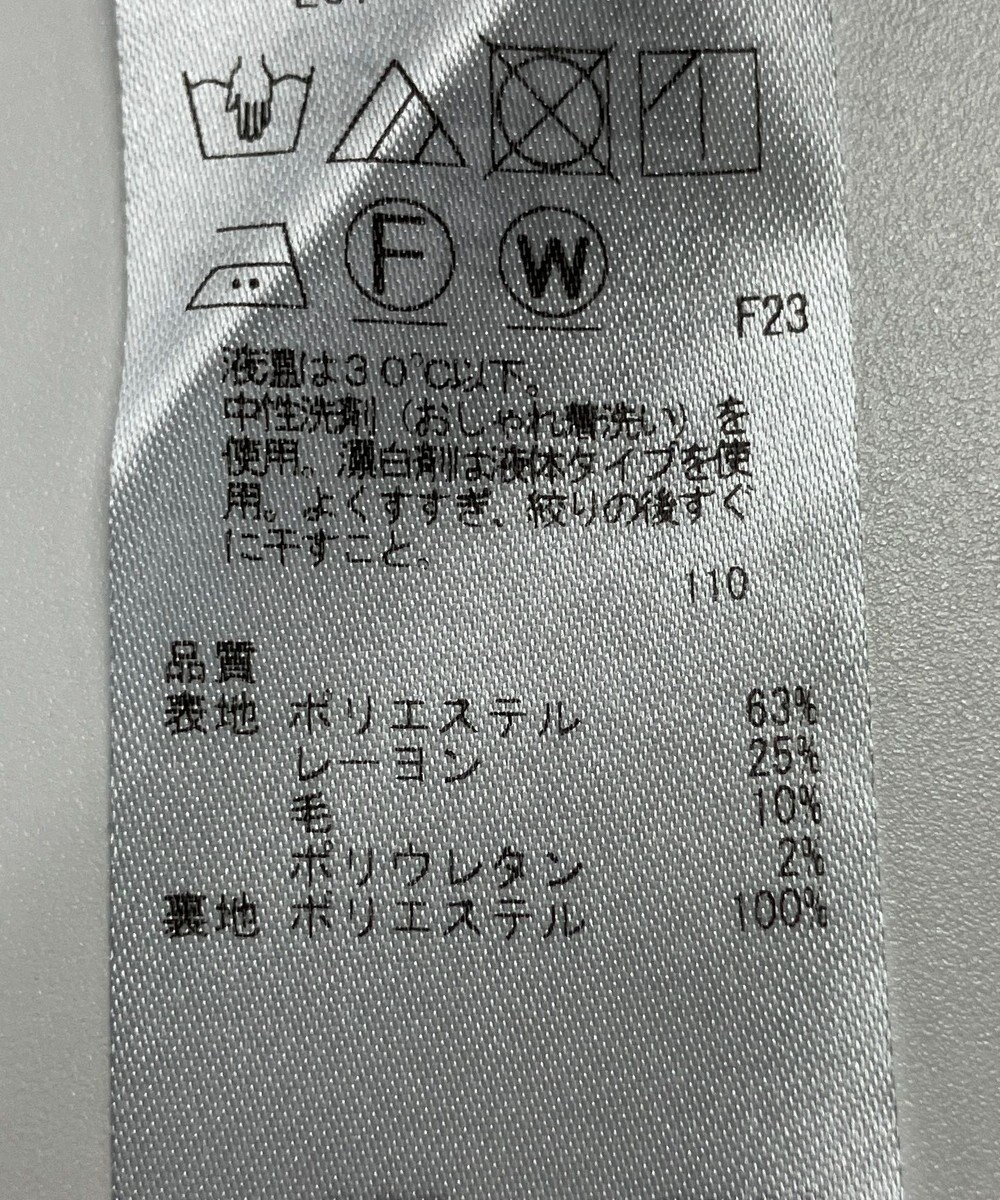 F
W
F23
液温は30℃以下。
中性洗剤（おしゃれ着洗い）を
使用。漂白剤は液体タイプを使
用。よくすすぎ、絞りの後すぐ
に干すこと。
110
品質
表地 ポリエステル 63%
レーヨン 25%
毛 10%
ポリウレタン 2%
裏地 ポリエステル 100%